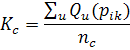 K_c = \frac{\sum_u Q_u(p_{ik})}{n_c}